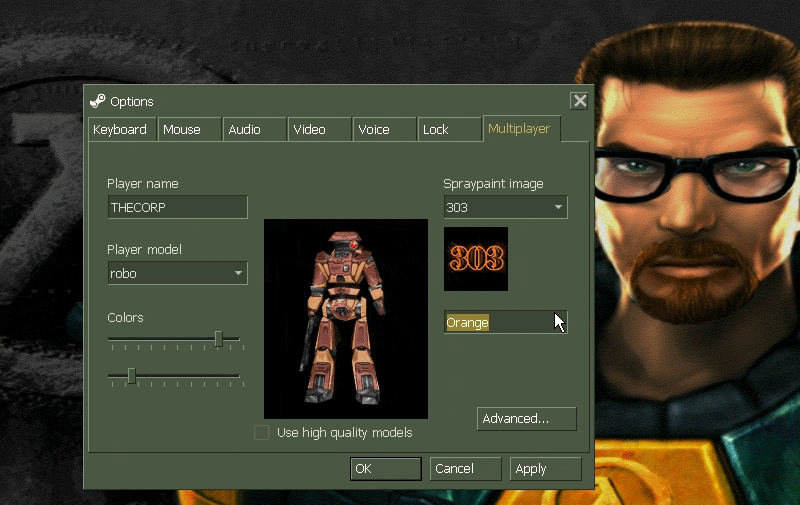 Options
Keyboard Mouse Audio Video Voice Lock Multiplayer
Player name
THECORP
Player model
robo
Colors
Spraypaint image
303
303
Orange
Advanced...
Use high quality models
OK Cancel Apply